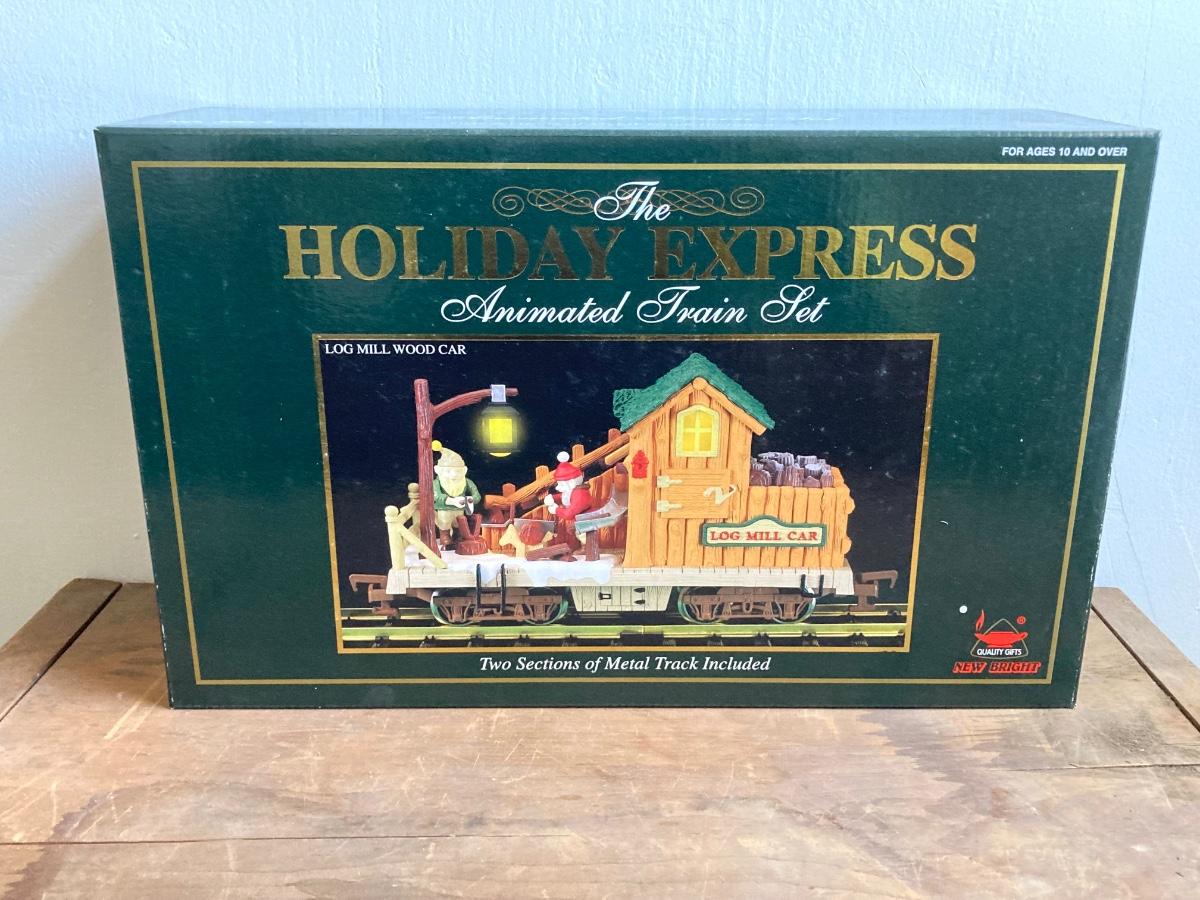 FOR AGES 10 AND OVER
The
HOLIDAY EXPRESS
Animated Train Set
LOG MILL WOOD CAR
LOG MILL CAR
Two Sections of Metal Track Included
®
QUALITY GIFTS
NEW BRIGHT